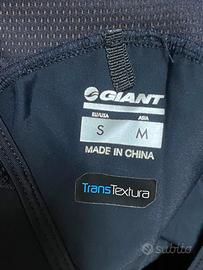 GIANT
EU/USA ASIA
S M
MADE IN CHINA
TransTextura
subito